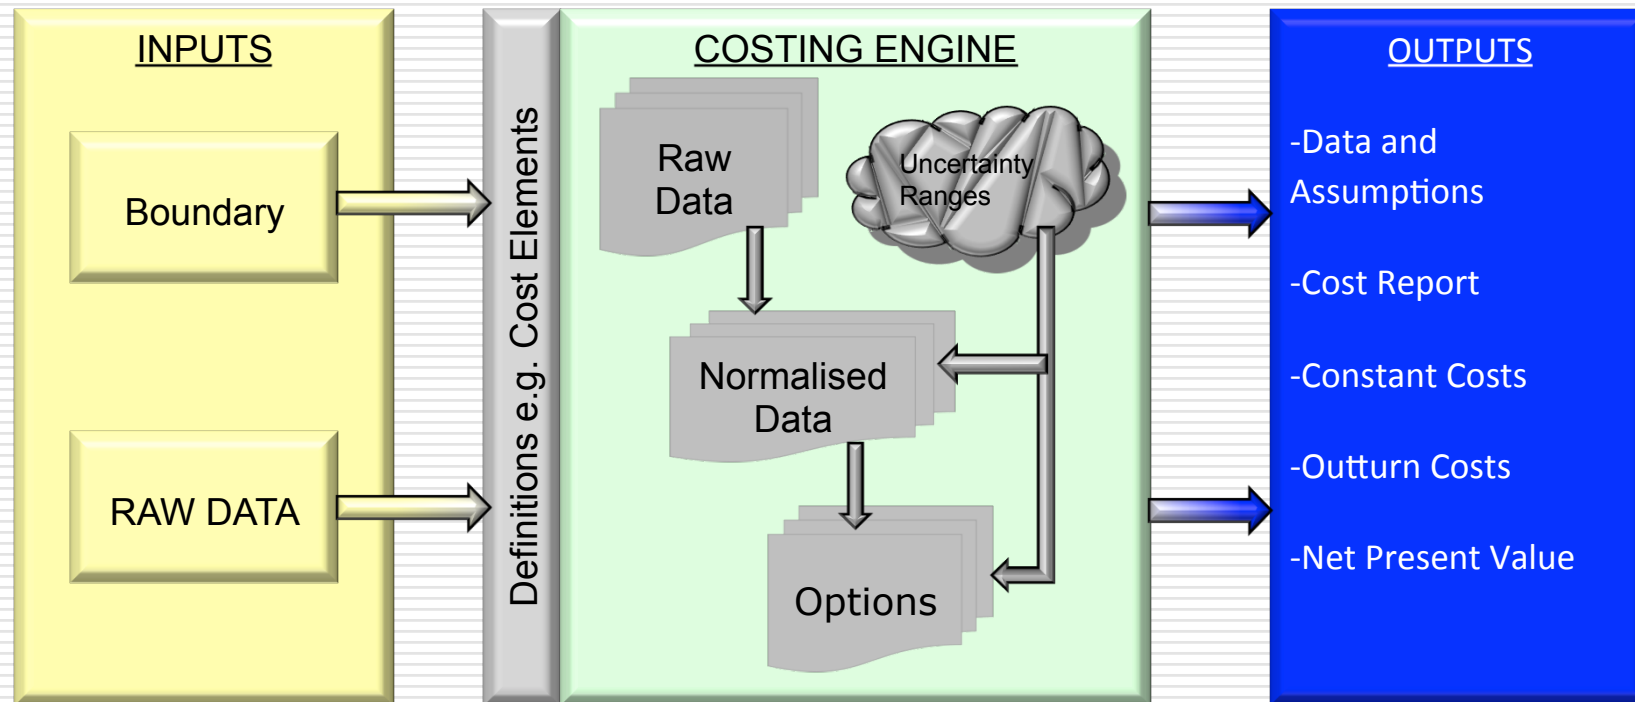 INPUTS
Boundary
RAW DATA
Definitions e.g. Cost Elements
COSTING ENGINE
Raw
Data
Uncertainty
Ranges
Normalised
Data
Options
OUTPUTS
-Data and
Assumptions
-Cost Report
-Constant Costs
-Outturn Costs
-Net Present Value